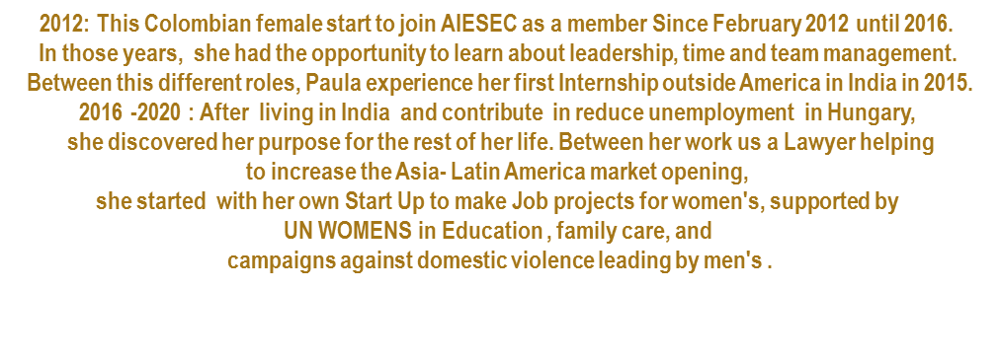 2012: This Colombian female start to join AIESEC as a member Since February 2012 until 2016.
In those years, she had the opportunity to learn about leadership, time and team management.
Between this different roles, Paula experience her first Internship outside America in India in 2015.
2016 -2020 : After living in India and contribute in reduce unemployment in Hungary,
she discovered her purpose for the rest of her life. Between her work us a Lawyer helping
to increase the Asia- Latin America market opening,
she started with her own Start Up to make Job projects for women's, supported by
UN WOMENS in Education , family care, and
campaigns against domestic violence leading by men's .